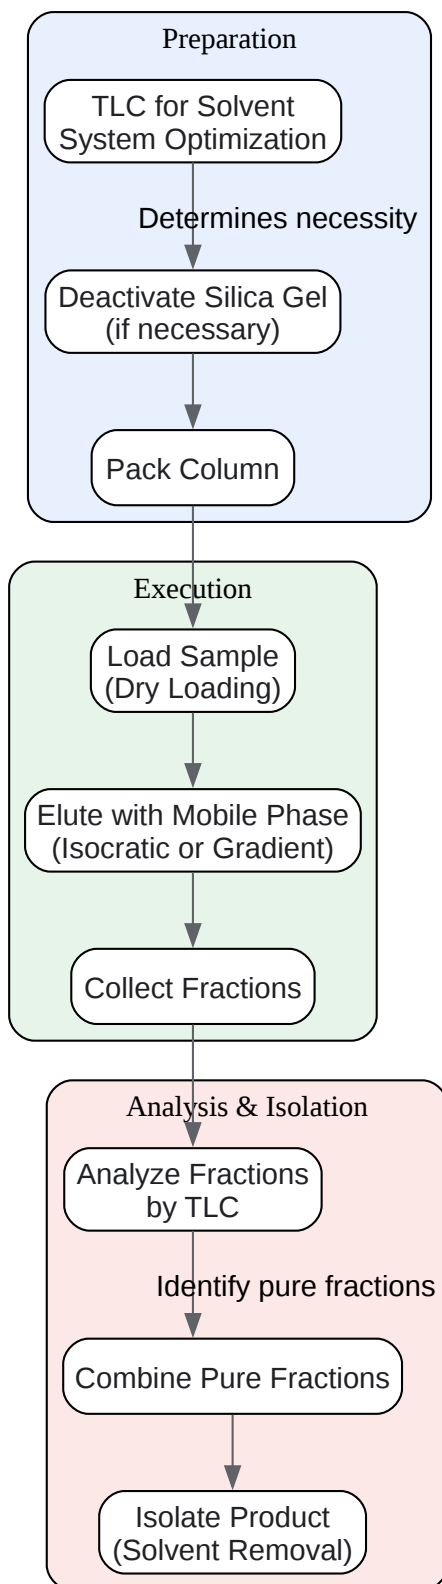 Preparation
TLC for Solvent
System Optimization
Determines necessity
Deactivate Silica Gel
(if necessary)
Pack Column
Execution
Load Sample
(Dry Loading)
Elute with Mobile Phase
(Isocratic or Gradient)
Collect Fractions
Analysis & Isolation
Analyze Fractions
by TLC
Identify pure fractions
Combine Pure Fractions
Isolate Product
(Solvent Removal)